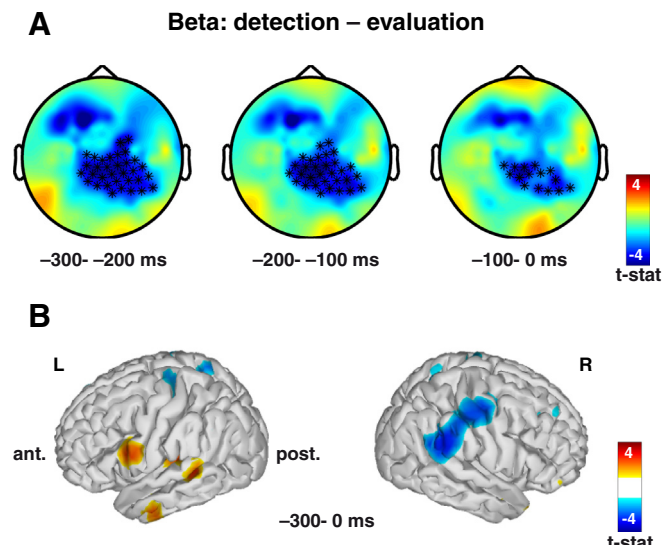 A
Beta: detection – evaluation
4
-4
t-stat
–300- –200 ms
–200- –100 ms
–100- 0 ms
B
L
R
ant.
post.
4
-4
t-stat
–300- 0 ms